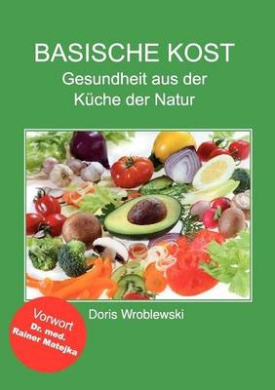 BASISCHE KOST
Gesundheit aus der
Küche der Natur
Vorwort
Dr. med.
Rainer Matejka
Doris Wroblewski